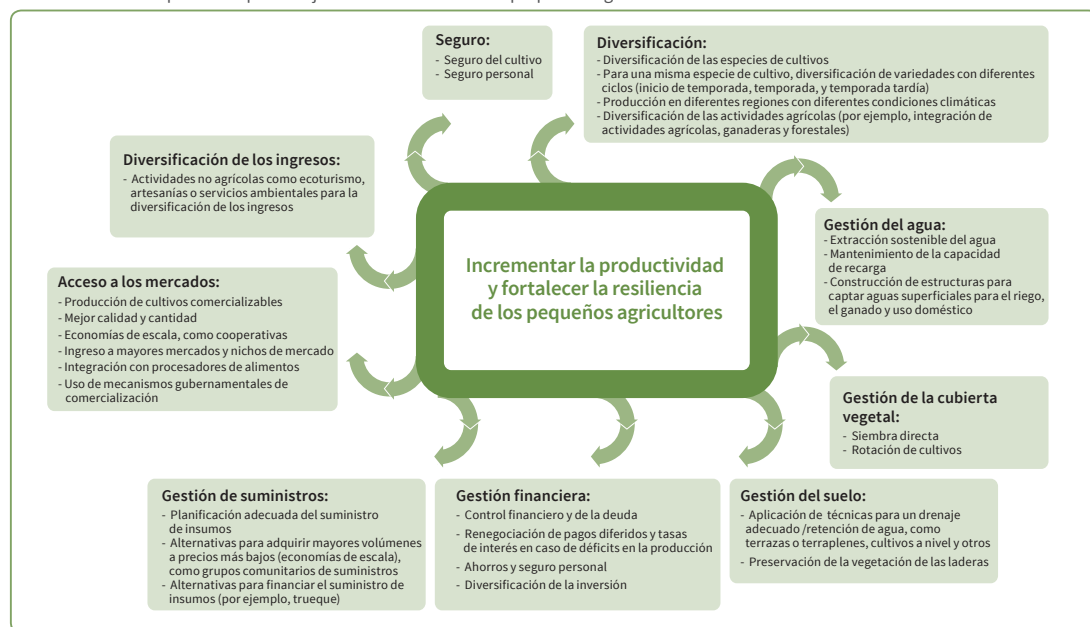 Seguro:
- Seguro del cultivo
- Seguro personal
Diversificación:
- Diversificación de las especies de cultivos
- Para una misma especie de cultivo, diversificación de variedades con diferentes
ciclos (inicio de temporada, temporada, y temporada tardía)
- Producción en diferentes regiones con diferentes condiciones climáticas
- Diversificación de las actividades agrícolas (por ejemplo, integración de
actividades agrícolas, ganaderas y forestales)
Diversificación de los ingresos:
- Actividades no agrícolas como ecoturismo,
artesanías o servicios ambientales para la
diversificación de los ingresos
Gestión del agua:
- Extracción sostenible del agua
- Mantenimiento de la capacidad
de recarga
- Construcción de estructuras para
captar aguas superficiales para el riego,
el ganado y uso doméstico
Incrementar la productividad
y fortalecer la resiliencia
de los pequeños agricultores
Acceso a los mercados:
- Producción de cultivos comercializables
- Mejor calidad y cantidad
- Economías de escala, como cooperativas
- Ingreso a mayores mercados y nichos de mercado
- Integración con procesadores de alimentos
- Uso de mecanismos gubernamentales de
comercialización
Gestión de la cubierta
vegetal:
- Siembra directa
- Rotación de cultivos
Gestión de suministros:
- Planificación adecuada del suministro
de insumos
- Alternativas para adquirir mayores volúmenes
a precios más bajos (economías de escala),
como grupos comunitarios de suministros
- Alternativas para financiar el suministro de
insumos (por ejemplo, trueque)
Gestión financiera:
- Control financiero y de la deuda
- Renegociación de pagos diferidos y tasas
de interés en caso de déficits en la producción
- Ahorros y seguro personal
- Diversificación de la inversión
Gestión del suelo:
- Aplicación de técnicas para un drenaje
adecuado /retención de agua, como
terrazas o terraplenes, cultivos a nivel y otros
- Preservación de la vegetación de las laderas